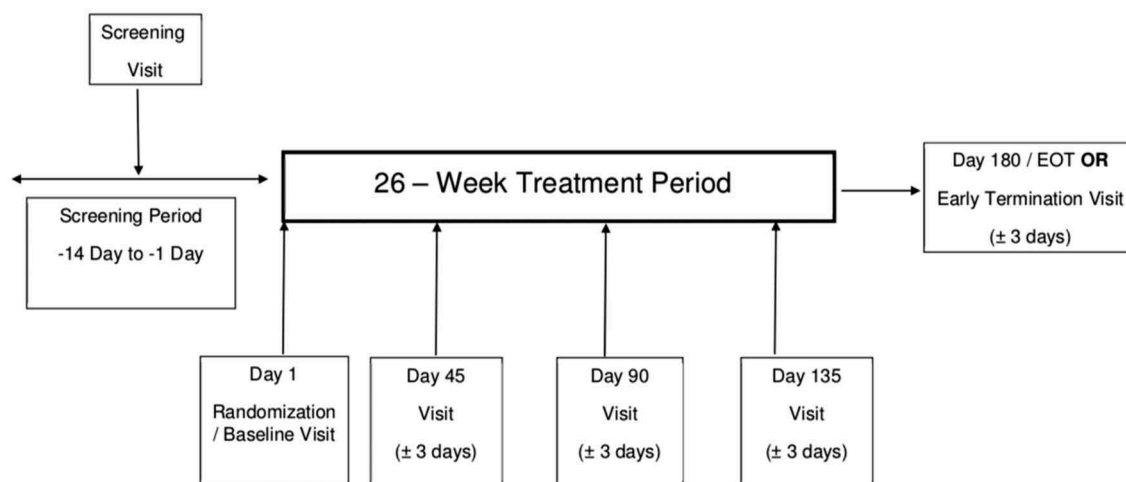 Screening
Visit
Screening Period
-14 Day to -1 Day
26 – Week Treatment Period
Day 180 / EOT OR
Early Termination Visit
(± 3 days)
Day 1
Randomization
/ Baseline Visit
Day 45
Visit
(± 3 days)
Day 90
Visit
(± 3 days)
Day 135
Visit
(± 3 days)